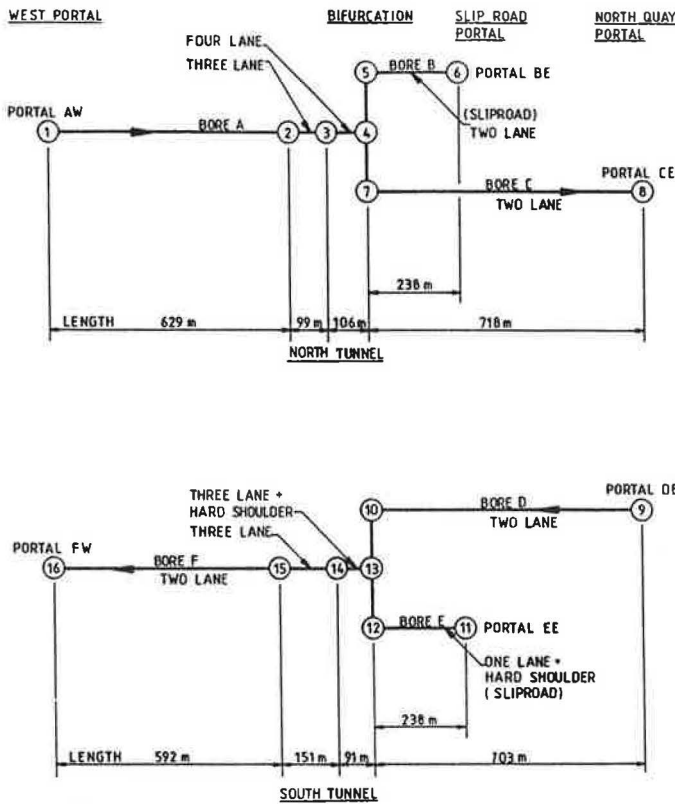 WEST PORTAL
BIFURCATION
SLIP ROAD
PORTAL
NORTH QUAY
PORTAL
FOUR LANE
THREE LANE
5
BORE B
6
PORTAL BE
(SLIPROAD)
TWO LANE
PORTAL AW
1
BORE A
2
3
4
PORTAL CE
7
BORE C
8
TWO LANE
238 m
LENGTH 629 m
99 m
106 m
718 m
NORTH TUNNEL
THREE LANE +
HARD SHOULDER
THREE LANE
10
BORE D
TWO LANE
PORTAL DE
9
PORTAL FW
16
BORE F
TWO LANE
15
14
13
12
BORE E
11
PORTAL EE
ONE LANE +
HARD SHOULDER
(SLIPROAD)
238 m
LENGTH 592 m
151 m
91 m
703 m
SOUTH TUNNEL